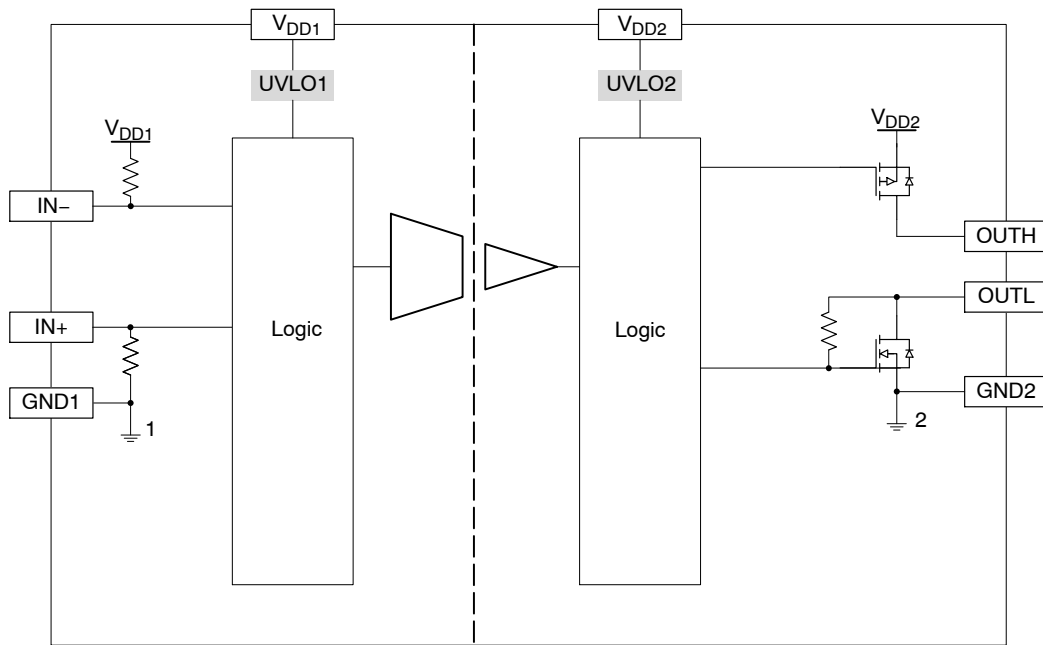 VDD1
VDD2
UVLO1
UVLO2
VDD1
VDD2
IN−
OUTH
OUTL
IN+
Logic
Logic
GND1
GND2
1
2